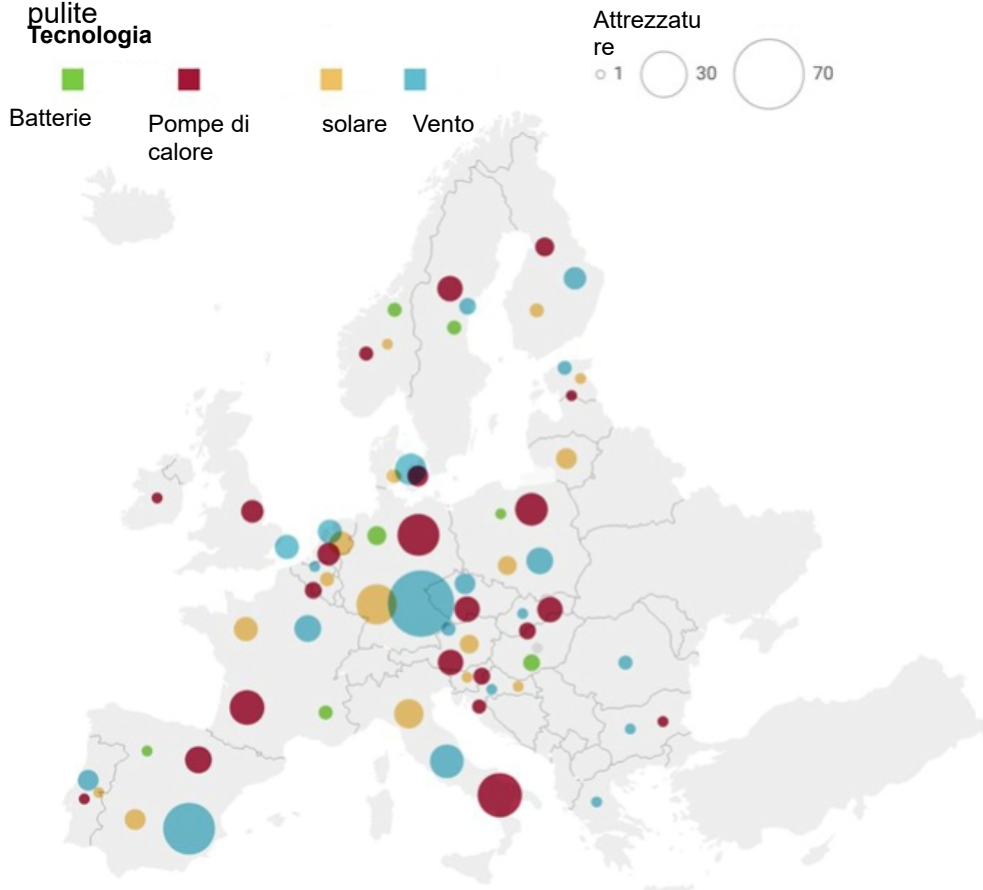 pulite
Tecnologia
Batterie
Pompe di
calore
solare
Vento
Attrezzatu
re
1
30
70